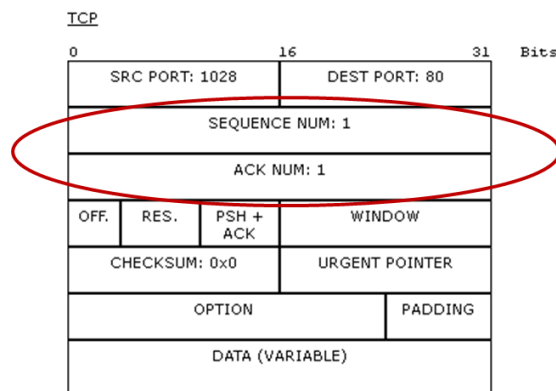 TCP
0 16 31 Bits
SRC PORT: 1028 DEST PORT: 80
SEQUENCE NUM: 1
ACK NUM: 1
OFF. RES. PSH + WINDOW
ACK
CHECKSUM: 0x0 URGENT POINTER
OPTION PADDING
DATA (VARIABLE)